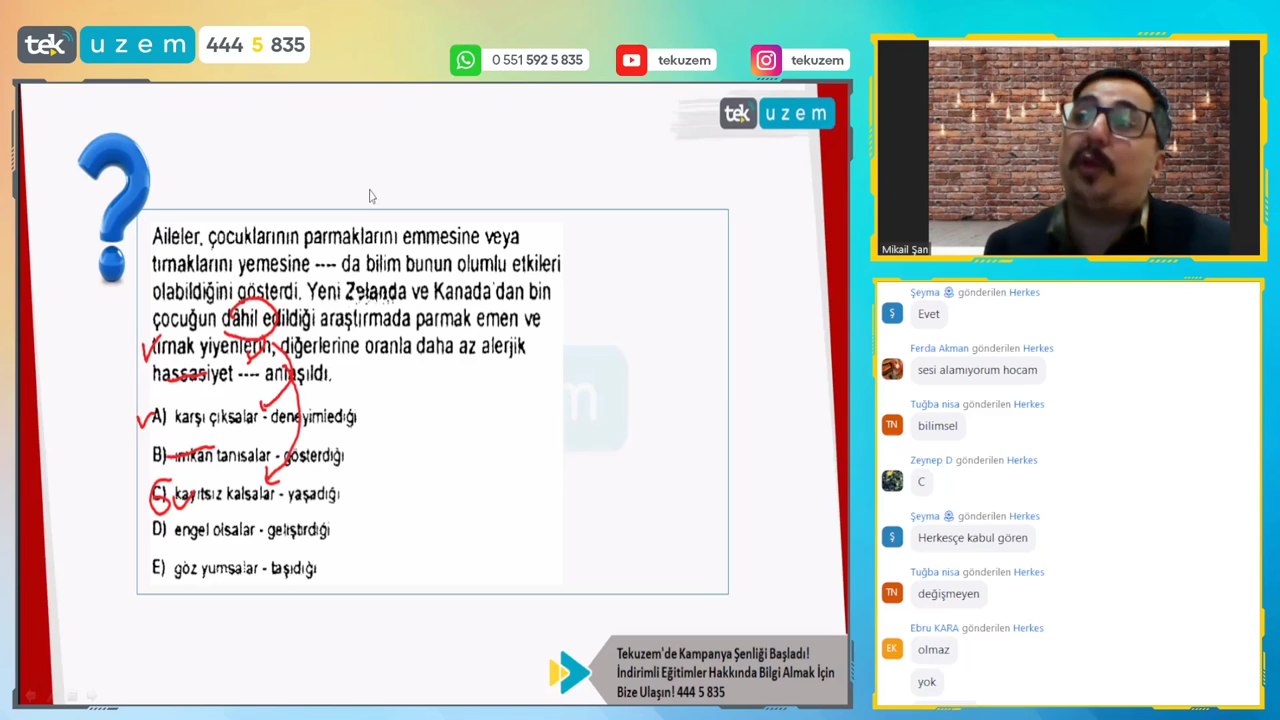 tek uzem 444 5 835
0 551 592 5 835
tekuzem
tekuzem
tek uzem
Aileler, çocuklarının parmaklarını emmesine veya
tırnaklarını yemesine ---- da bilim bunun olumlu etkileri
olabildiğini gösterdi. Yeni Zelanda ve Kanada'dan bin
çocuğun dâhil edildiği araştırmada parmak emen ve
tırnak yiyenlerin, diğerlerine oranla daha az alerjik
hassasiyet ---- anlaşıldı.
A) karşı çıksalar - deneyimlediği
B) imkan tanısalar - gösterdiği
C) kayıtsız kalsalar - yaşadığı
D) engel olsalar - geliştirdiği
E) göz yumsalar - taşıdığı
Tekuzem'de Kampanya Şenliği Başladı!
İndirimli Eğitimler Hakkında Bilgi Almak İçin
Bize Ulaşın! 444 5 835
Mikail Şan
Şeyma gönderilen Herkes
Ş
Evet
Ferda Akman gönderilen Herkes
sesi alamıyorum hocam
Tuğba nisa gönderilen Herkes
TN
bilimsel
Zeynep D gönderilen Herkes
C
Şeyma gönderilen Herkes
Ş
Herkesçe kabul gören
Tuğba nisa gönderilen Herkes
TN
değişmeyen
Ebru KARA gönderilen Herkes
EK
olmaz
yok